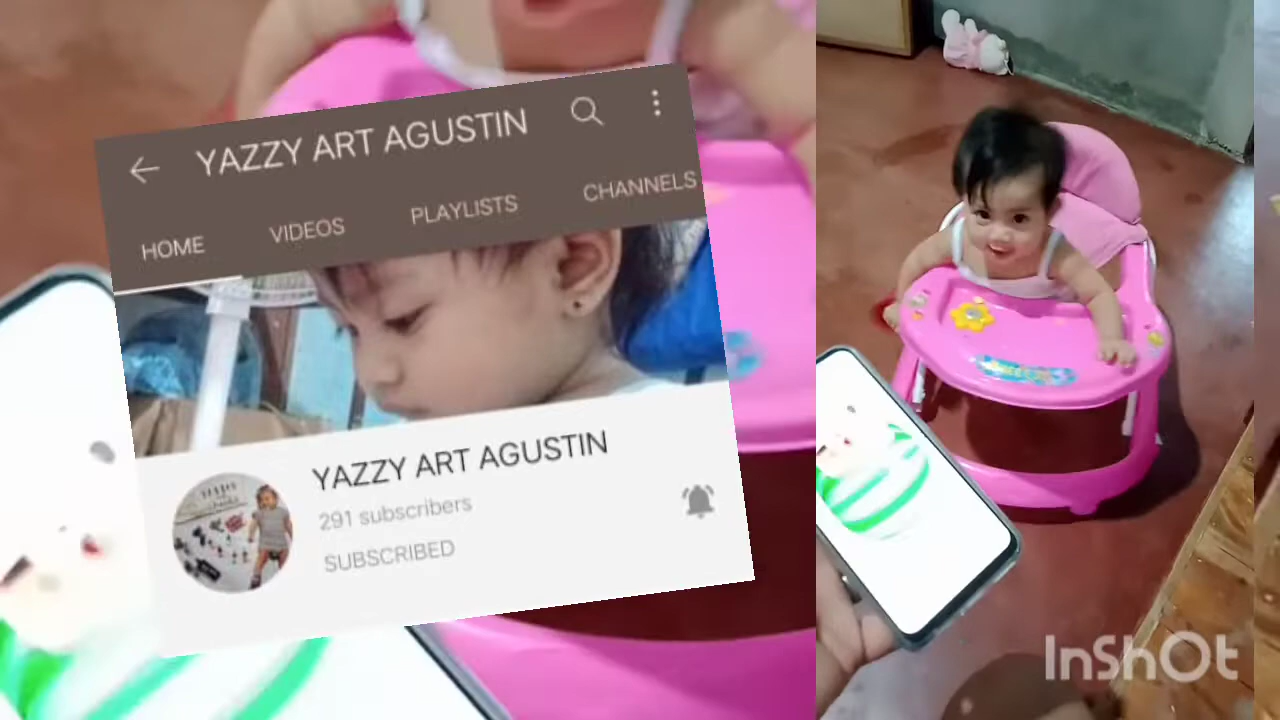 YAZZY ART AGUSTIN
HOME VIDEOS PLAYLISTS CHANNELS
YAZZY ART AGUSTIN
291 subscribers
SUBSCRIBED
InShOt